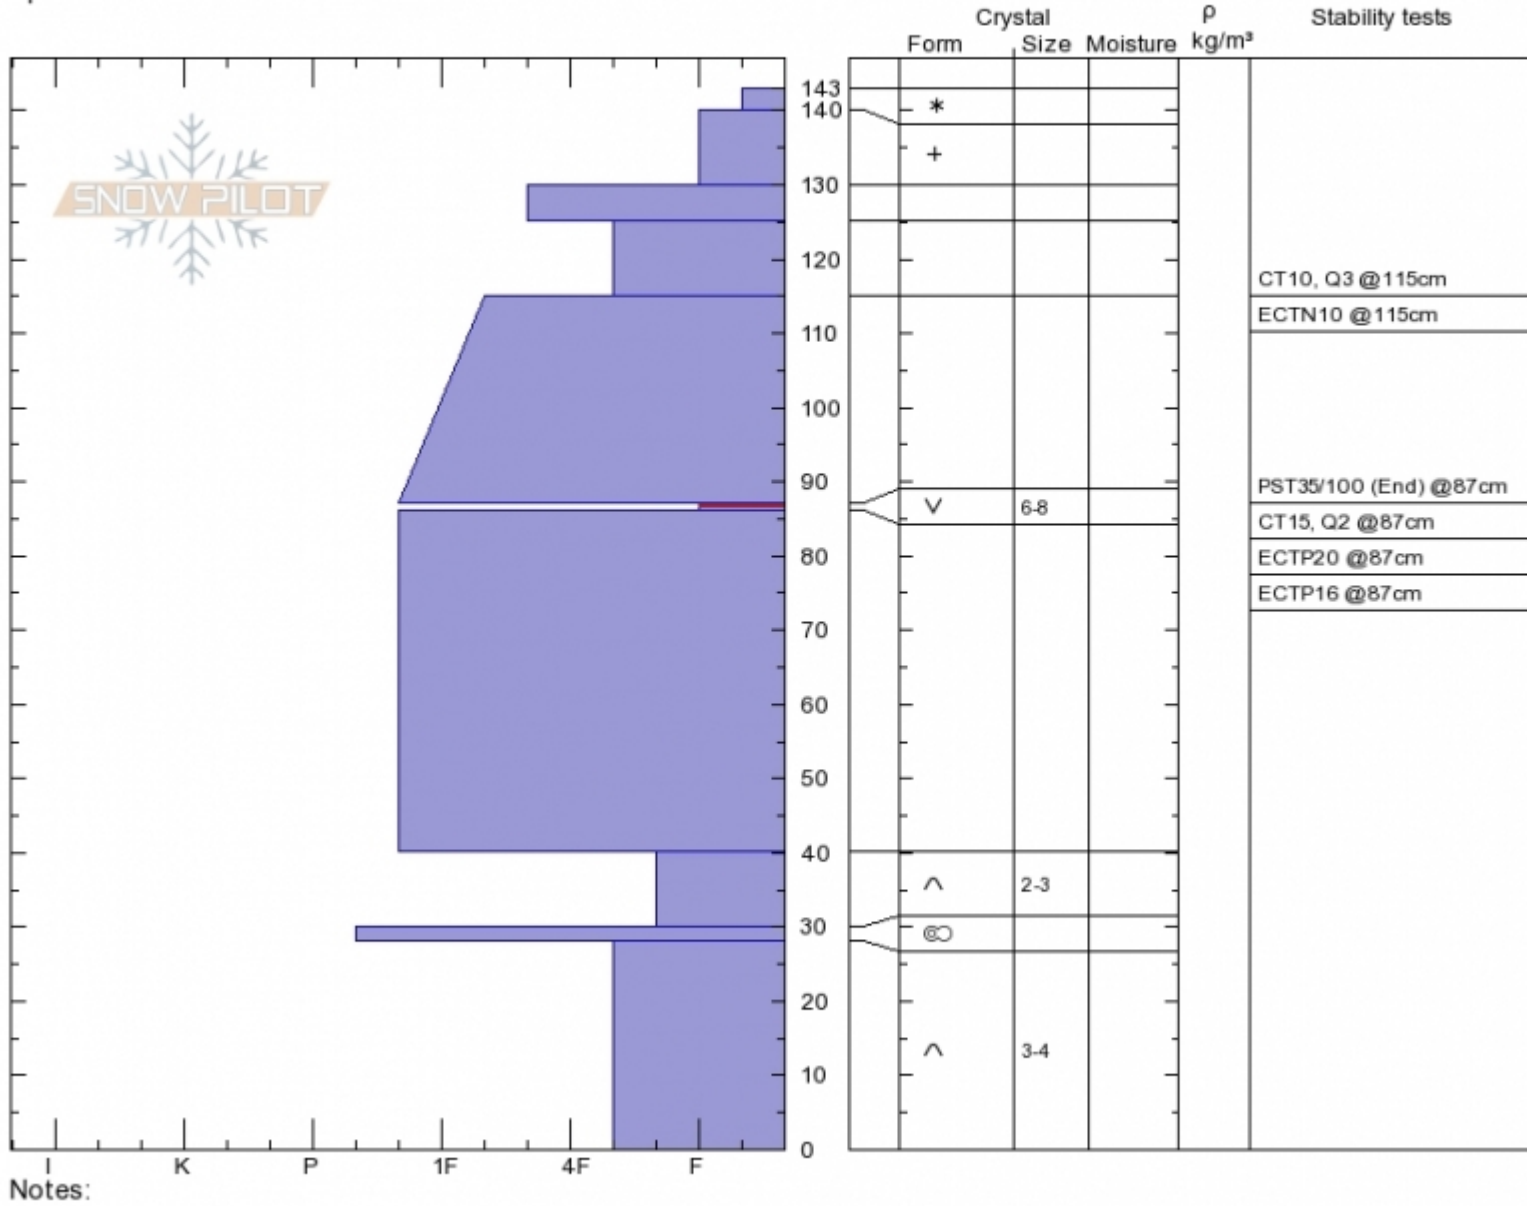 Crystal ρ Stability tests
Form Size Moisture kg/m³
SNOW PILOT
143
140
*
+
130
120
CT10, Q3 @115cm
ECTN10 @115cm
110
100
90
PST35/100 (End) @87cm
∨ 6-8
CT15, Q2 @87cm
80
ECTP20 @87cm
ECTP16 @87cm
70
60
50
40
∧ 2-3
30
20
∧ 3-4
10
0
I K P 1F 4F F
Notes: